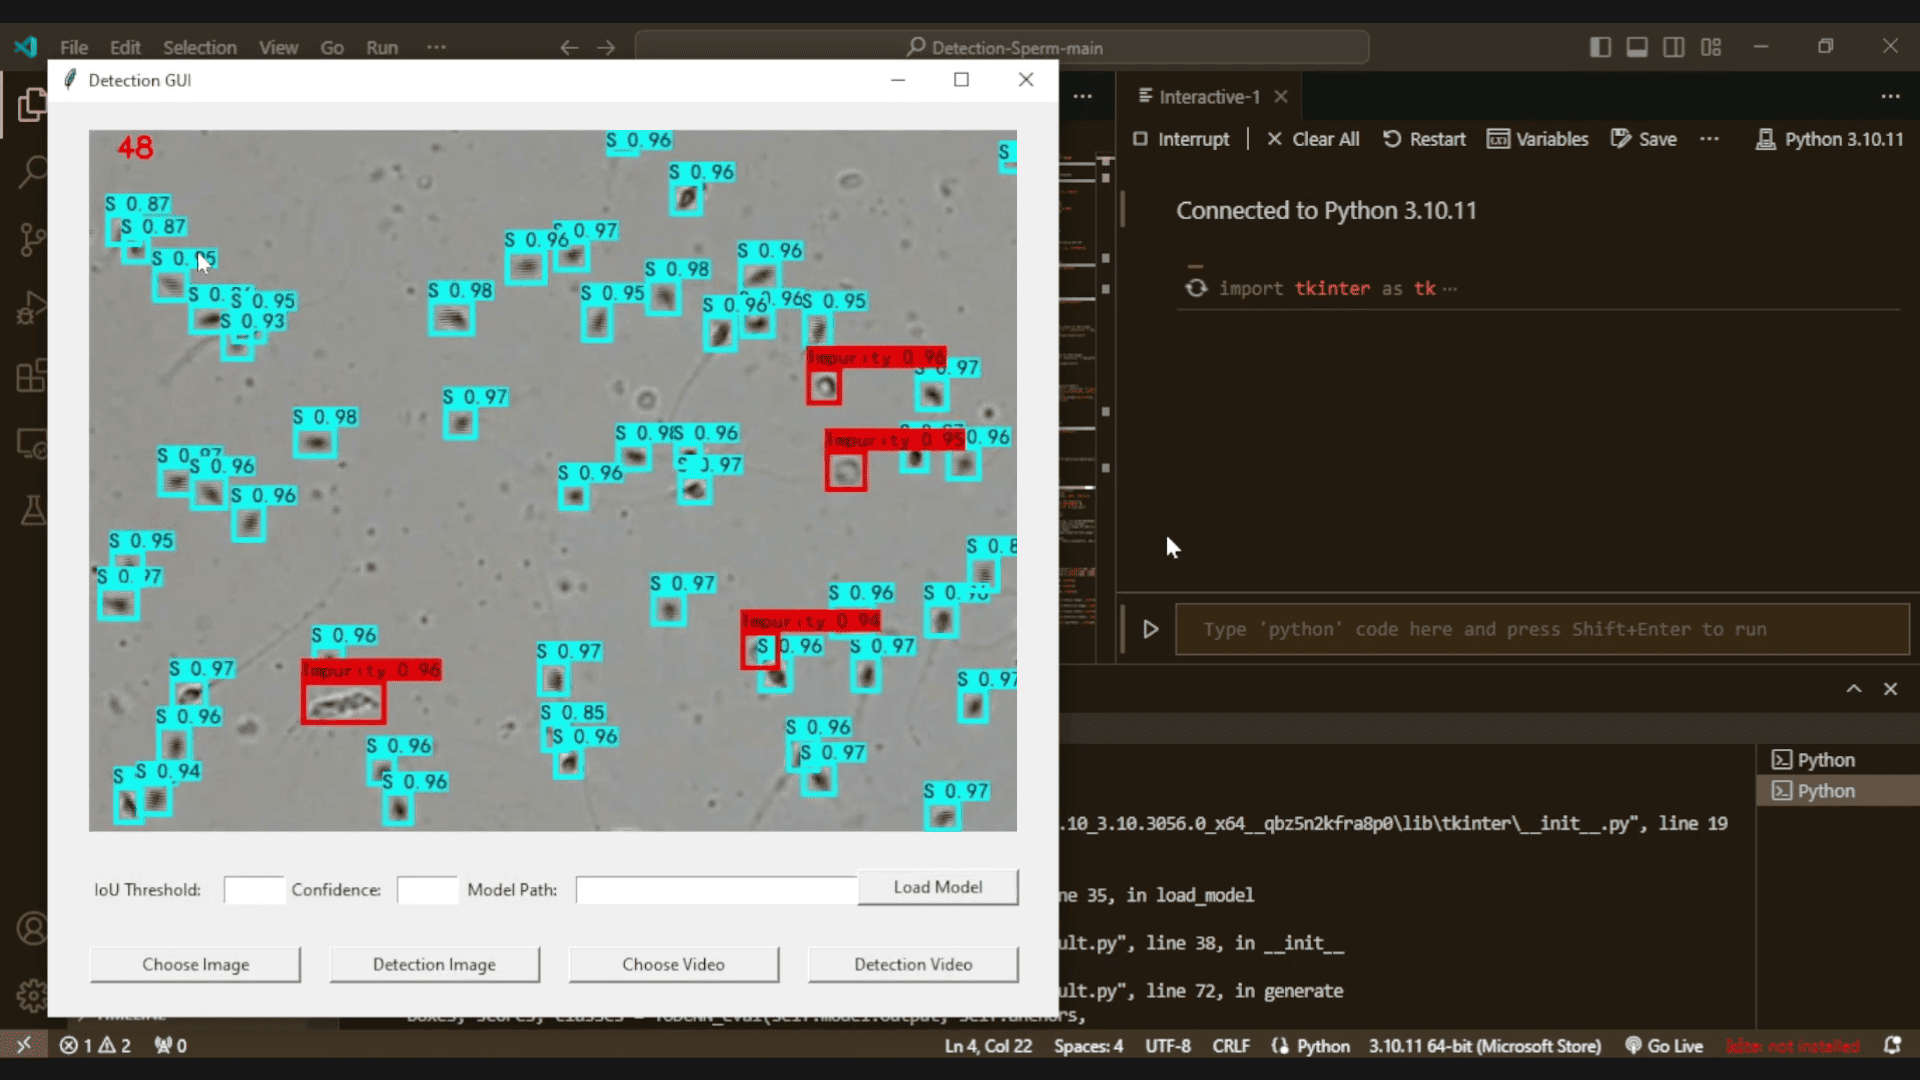 File Edit Selection View Go Run ···
Detection-Sperm-main
Detection GUI
Interactive-1
Interrupt
Clear All
Restart
Variables
Save
Python 3.10.11
Connected to Python 3.10.11
import tkinter as tk ···
Type 'python' code here and press Shift+Enter to run
48
S 0.96
S
S 0.96
S 0.87
S 0.87
S 0.97
S 0.96
S 0.96
S 0.95
S 0.98
S 0.98
S 0.95
S 0.95
S 0.96
0.96
S 0.95
S 0.93
Impurity 0.96
0.97
S 0.97
S 0.98
S 0.98
S 0.96
Impurity 0.95
0.96
S 0.96
S 0.97
S 0.96
S 0.96
S 0.95
S 0.8
S 0.97
S 0.97
S 0.96
Impurity 0.94
S 0.96
S 0.96
S 0.97
S 0.97
Impurity 0.96
S 0.97
S 0.97
S 0.96
S 0.85
S 0.96
S 0.96
S 0.96
S 0.97
S
S 0.94
S 0.96
S 0.97
IoU Threshold:
Confidence:
Model Path:
Load Model
Choose Image
Detection Image
Choose Video
Detection Video
Python
Python
.10_3.10.3056.0_x64__qbz5n2kfra8p0\lib\tkinter\__init__.py", line 19
ne 35, in load_model
ult.py", line 38, in __init__
ult.py", line 72, in generate
1 2 0
Ln 4, Col 22
Spaces: 4
UTF-8
CRLF
Python
3.10.11 64-bit (Microsoft Store)
Go Live
not installed